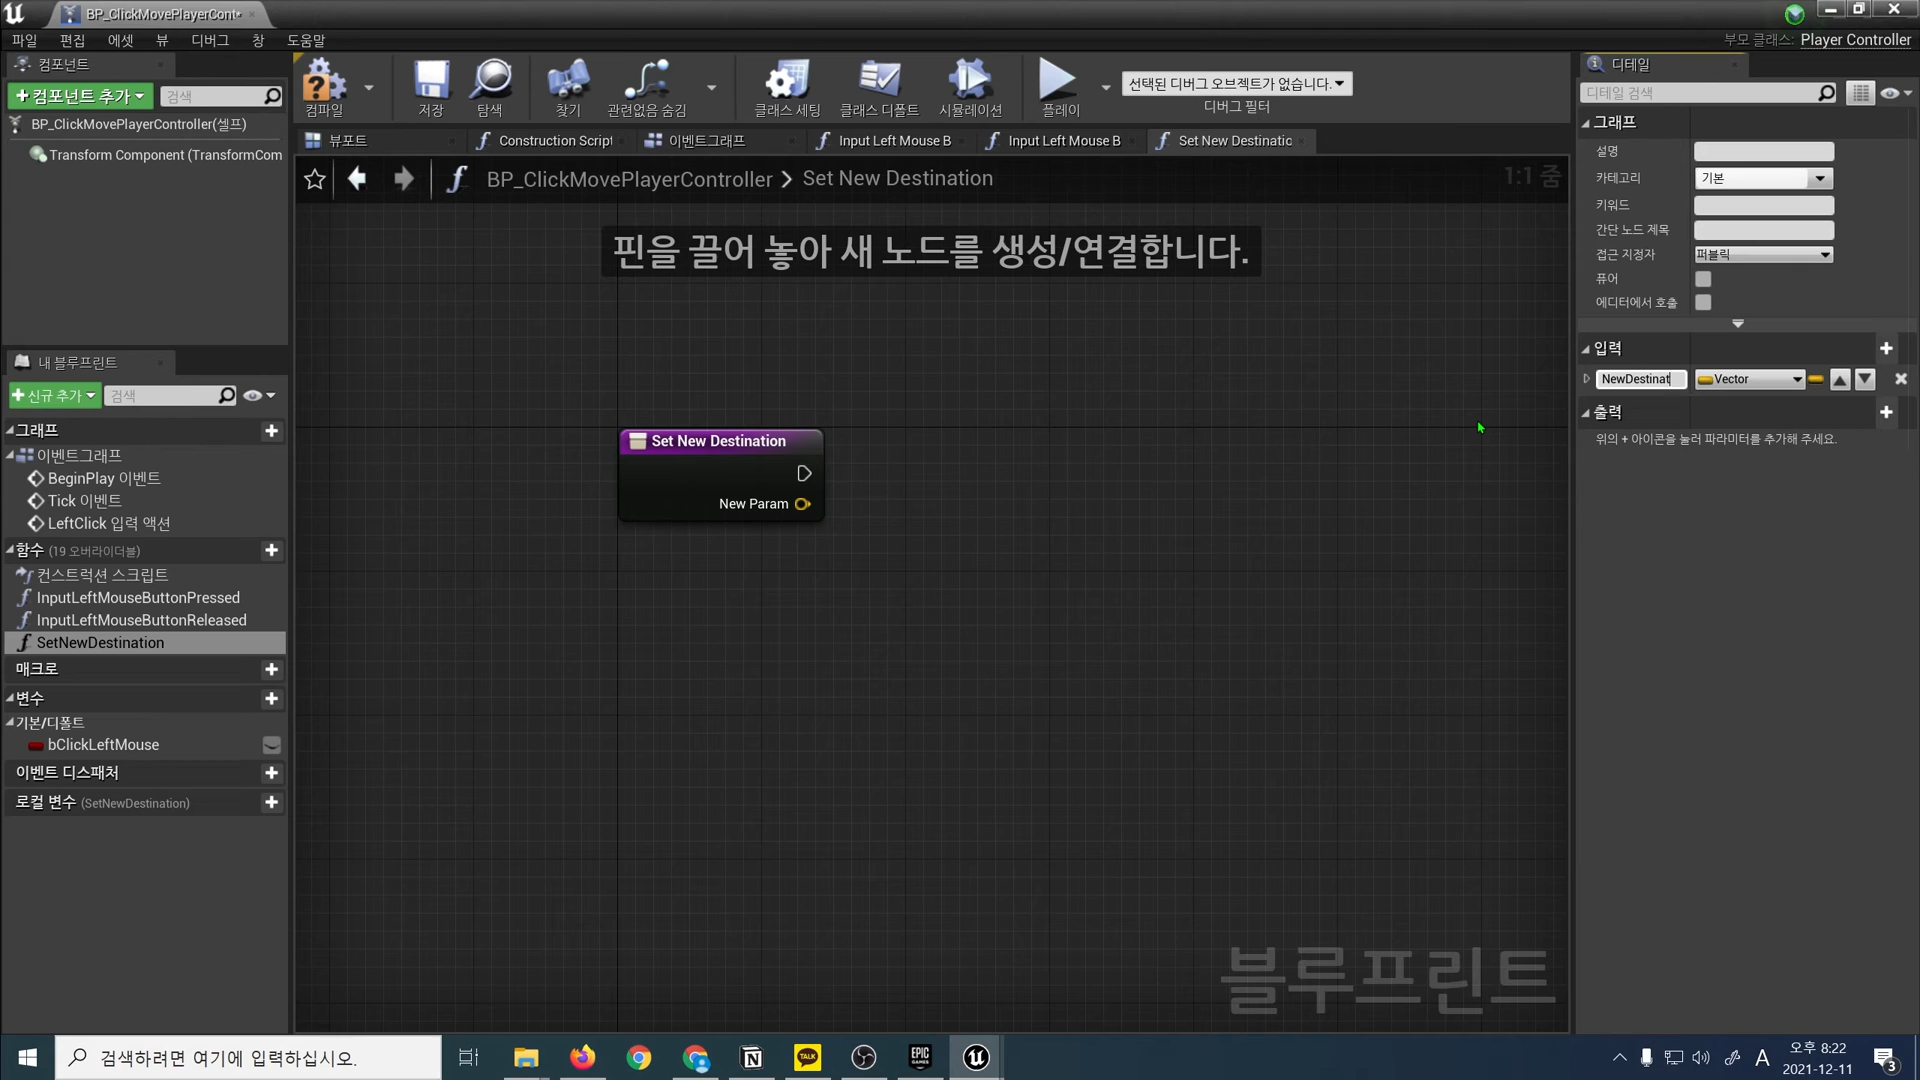 BP_ClickMovePlayerCont•
파일 편집 에셋 뷰 디버그 창 도움말
부모 클래스: Player Controller
컴포넌트
+컴포넌트 추가
검색
BP_ClickMovePlayerController(셀프)
Transform Component (TransformCom
컴파일
저장
탐색
찾기
관련없음 숨김
클래스 세팅
클래스 디폴트
시뮬레이션
플레이
선택된 디버그 오브젝트가 없습니다.
디버그 필터
뷰포트
Construction Script
이벤트그래프
Input Left Mouse B
Input Left Mouse B
Set New Destinatic
BP_ClickMovePlayerController > Set New Destination
1:1 줌
핀을 끌어 놓아 새 노드를 생성/연결합니다.
Set New Destination
New Param
블루프린트
내 블루프린트
+신규 추가
검색
그래프
이벤트그래프
BeginPlay 이벤트
Tick 이벤트
LeftClick 입력 액션
함수 (19 오버라이더블)
컨스트럭션 스크립트
InputLeftMouseButtonPressed
InputLeftMouseButtonReleased
SetNewDestination
매크로
변수
기본/디폴트
bClickLeftMouse
이벤트 디스패처
로컬 변수 (SetNewDestination)
디테일
디테일 검색
그래프
설명
카테고리 기본
키워드
간단 노드 제목
접근 지정자 퍼블릭
퓨어
에디터에서 호출
입력
NewDestinat Vector
출력
위의 + 아이콘을 눌러 파라미터를 추가해 주세요.
검색하려면 여기에 입력하십시오.
TALK
EPIC GAMES
A
오후 8:22
2021-12-11
3